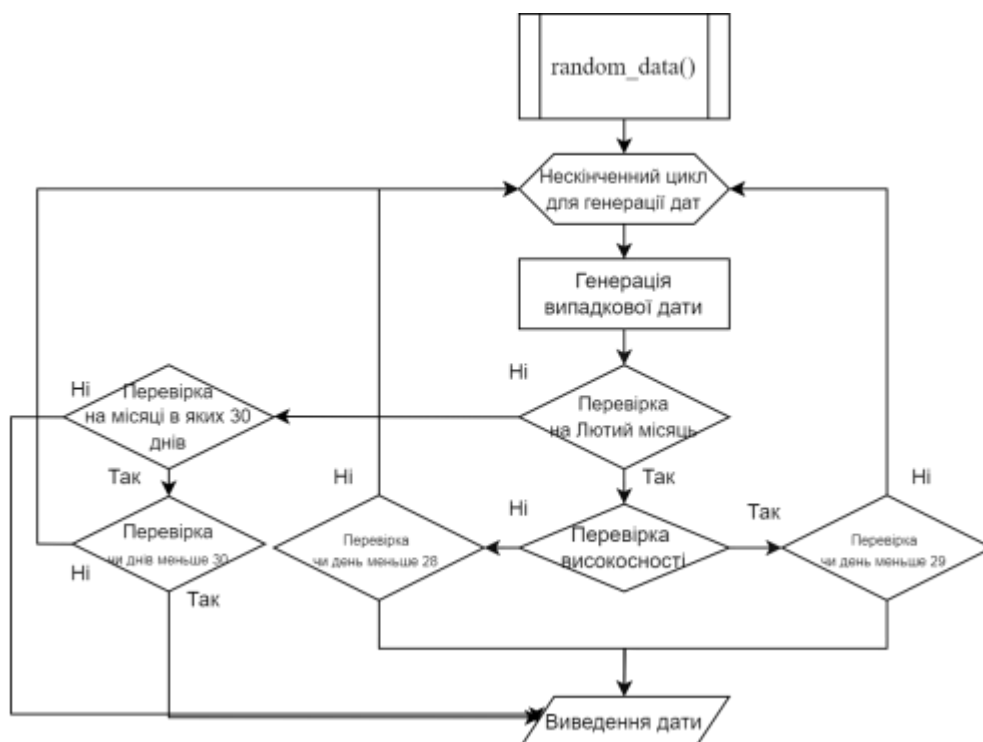 random_data()
Нескінченний цикл
для генерації дат
Генерація
випадкової дати
Ні
Перевірка
на місяці в яких 30
днів
Ні
Перевірка
на Лютий місяць
Так
Так
Перевірка
чи днів меньше 30
Ні
Так
Ні
Перевірка
чи день меньше 28
Ні
Перевірка
високосності
Так
Ні
Перевірка
чи день меньше 29
Виведення дати